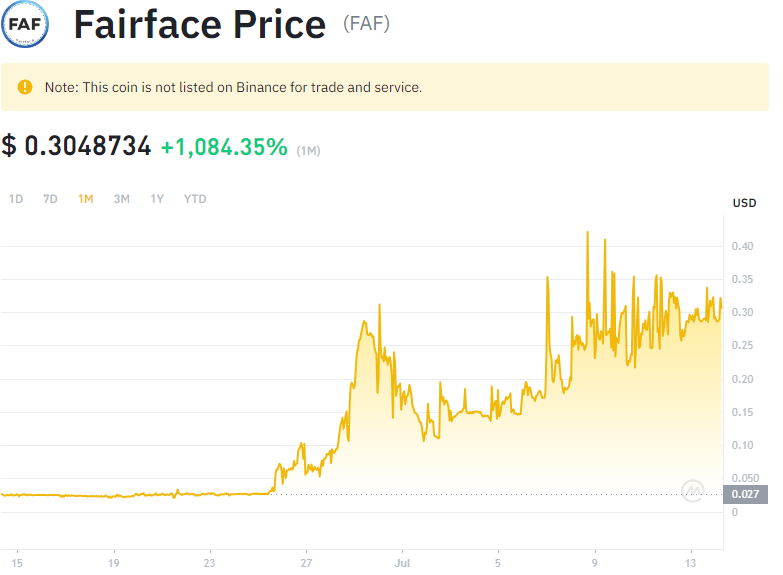 FAF
Fairface Price (FAF)
Note: This coin is not listed on Binance for trade and service.
$ 0.3048734 +1,084.35% (1M)
1D 7D 1M 3M 1Y YTD
USD
0.40
0.35
0.30
0.25
0.20
0.15
0.10
0.050
0.027
0
15 19 23 27 Jul 5 9 13